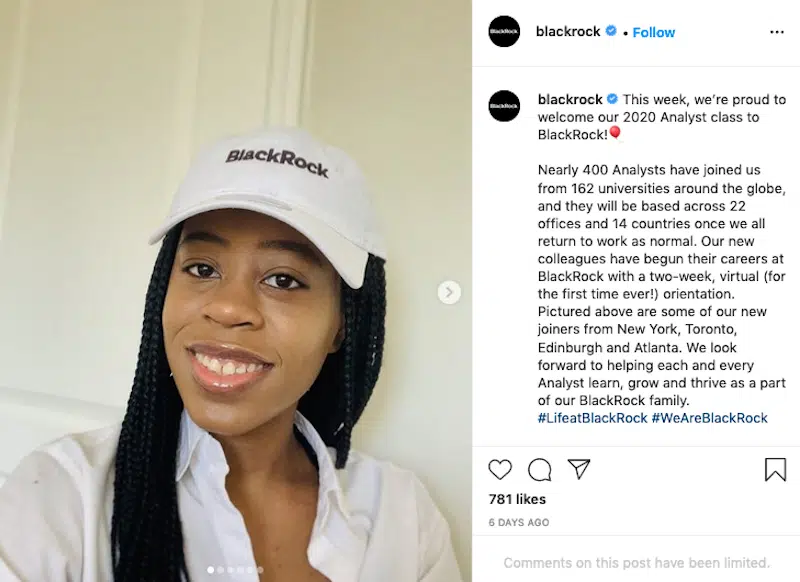 BlackRock
BlackRock
blackrock • Follow
BlackRock
blackrock This week, we’re proud to
welcome our 2020 Analyst class to
BlackRock!🎈
Nearly 400 Analysts have joined us
from 162 universities around the globe,
and they will be based across 22
offices and 14 countries once we all
return to work as normal. Our new
colleagues have begun their careers at
BlackRock with a two-week, virtual (for
the first time ever!) orientation.
Pictured above are some of our new
joiners from New York, Toronto,
Edinburgh and Atlanta. We look
forward to helping each and every
Analyst learn, grow and thrive as a part
of our BlackRock family.
#LifeatBlackRock #WeAreBlackRock
781 likes
6 DAYS AGO
Comments on this post have been limited.